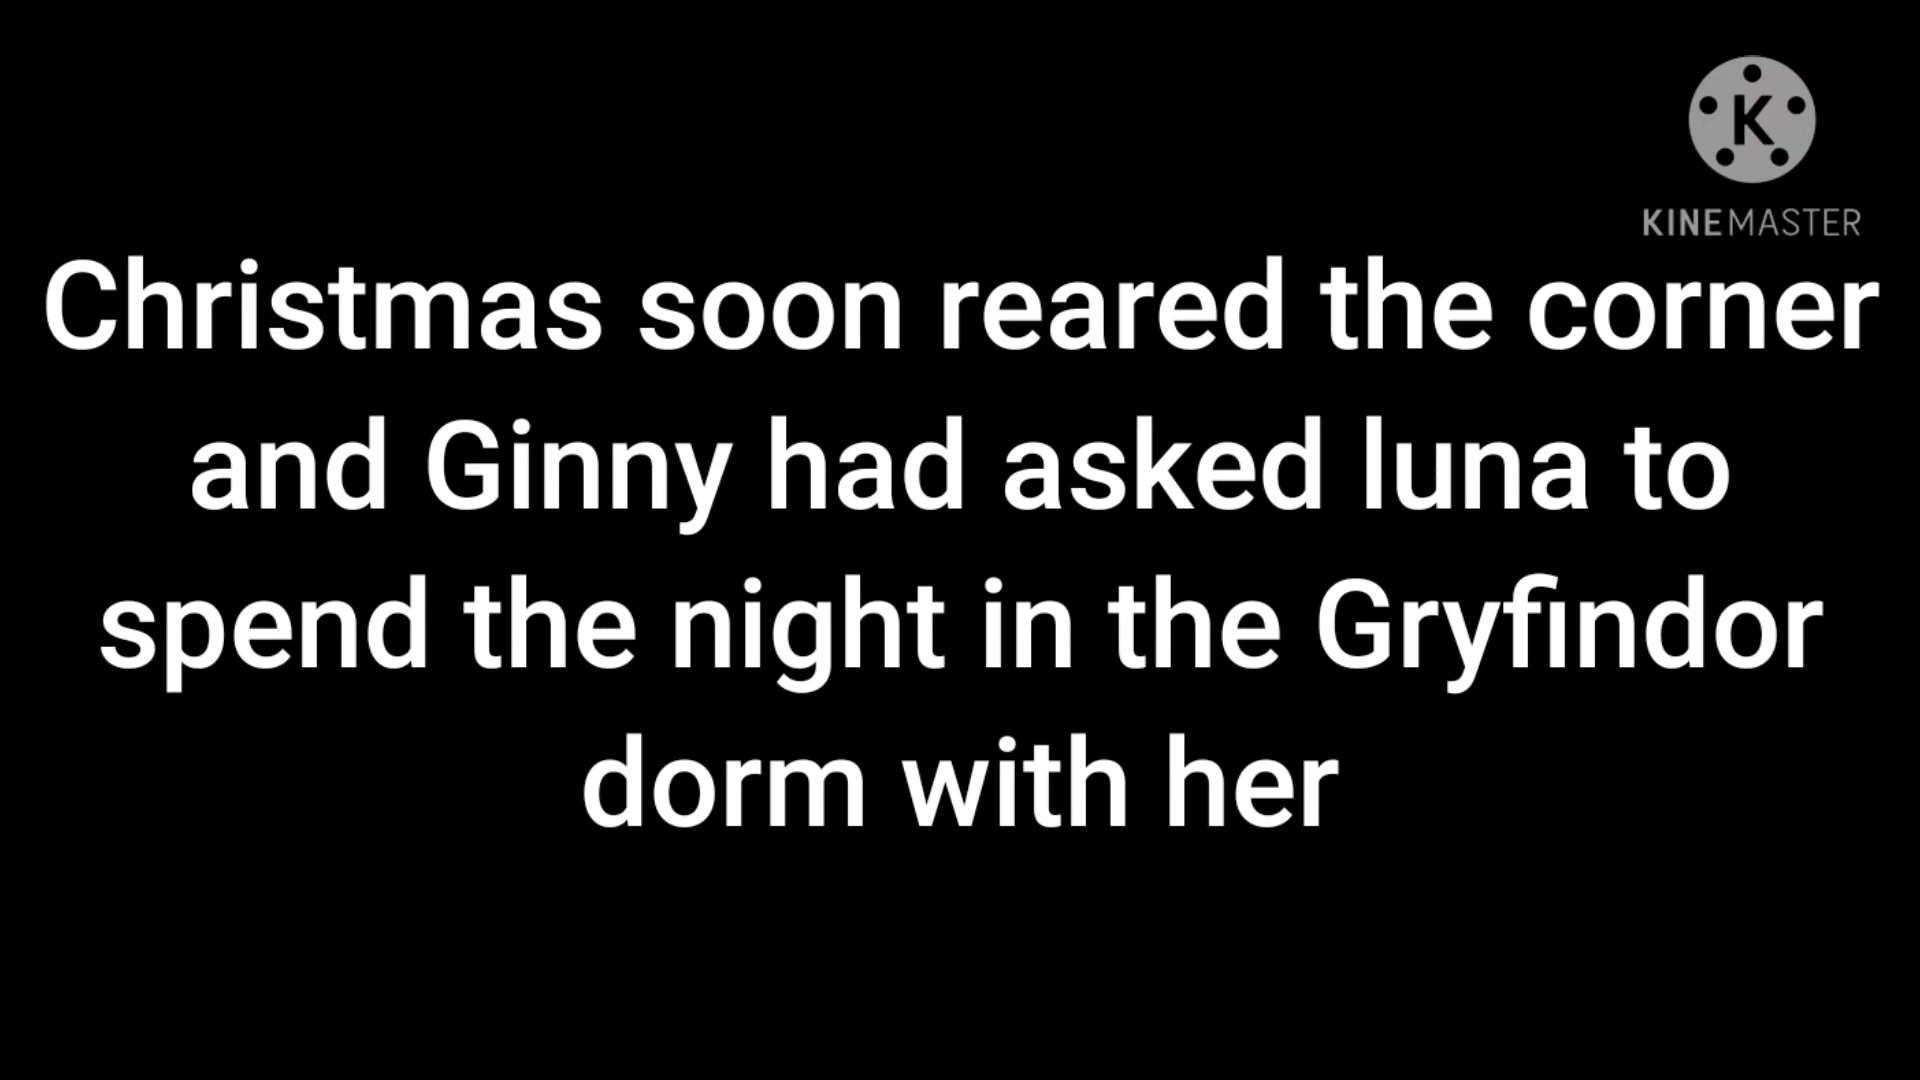 K
KINEMASTER
Christmas soon reared the corner
and Ginny had asked luna to
spend the night in the Gryfindor
dorm with her